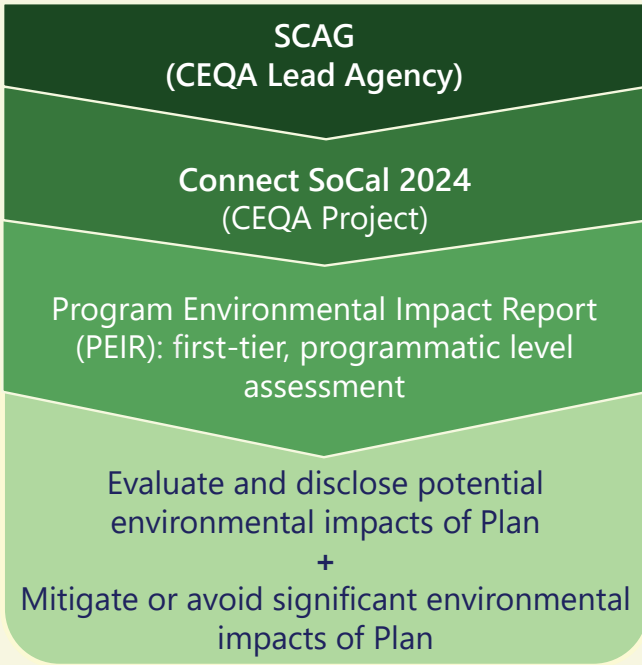 SCAG
(CEQA Lead Agency)
Connect SoCal 2024
(CEQA Project)
Program Environmental Impact Report
(PEIR): first-tier, programmatic level
assessment
Evaluate and disclose potential
environmental impacts of Plan
+
Mitigate or avoid significant environmental
impacts of Plan